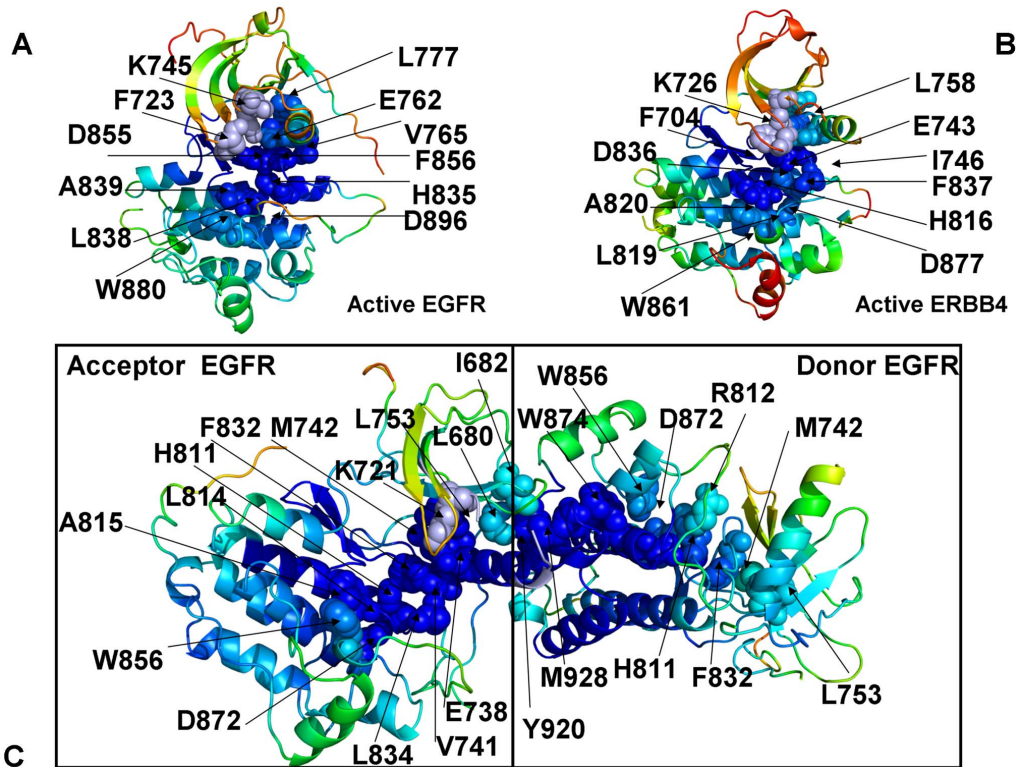 A
K745
L777
F723
E762
D855
V765
F856
A839
H835
D896
L838
W880
Active EGFR
B
K726
L758
F704
E743
D836
I746
F837
A820
H816
L819
D877
W861
Active ERBB4
C
Acceptor EGFR
I682
F832 M742
L753
L680
H811
K721
L814
A815
W856
D872
L834
V741
E738
Donor EGFR
W856
R812
W874
D872
M742
Y920
M928
H811
F832
L753